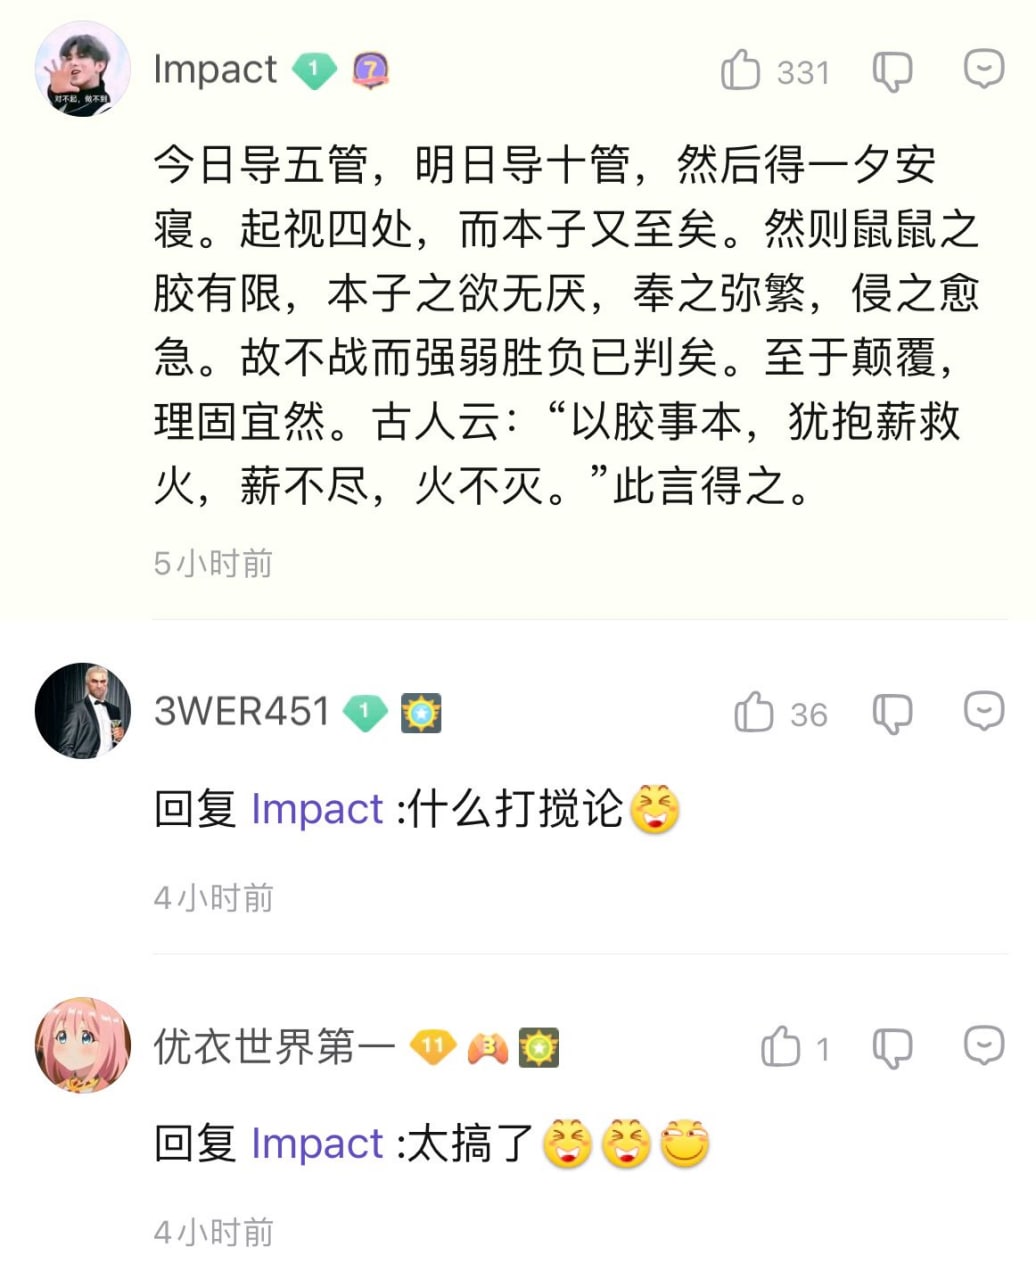 对不起，做不到
Impact 1 7 331
今日导五管，明日导十管，然后得一夕安
寝。起视四处，而本子又至矣。然则鼠鼠之
胶有限，本子之欲无厌，奉之弥繁，侵之愈
急。故不战而强弱胜负已判矣。至于颠覆，
理固宜然。古人云：“以胶事本，犹抱薪救
火，薪不尽，火不灭。”此言得之。
5小时前
3WER451 1 36
回复 Impact :什么打搅论
4小时前
优衣世界第一 11 3 1
回复 Impact :太搞了
4小时前